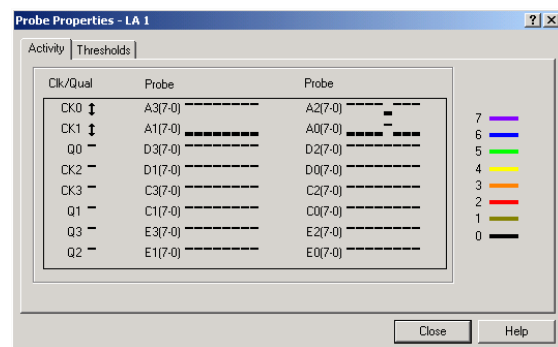 Probe Properties - LA 1
Activity Thresholds
Clk/Qual Probe Probe
CK0 A3(7-0) A2(7-0)
CK1 A1(7-0) A0(7-0)
Q0 D3(7-0) D2(7-0)
CK2 D1(7-0) D0(7-0)
CK3 C3(7-0) C2(7-0)
Q1 C1(7-0) C0(7-0)
Q3 E3(7-0) E2(7-0)
Q2 E1(7-0) E0(7-0)
7
6
5
4
3
2
1
0
Close Help